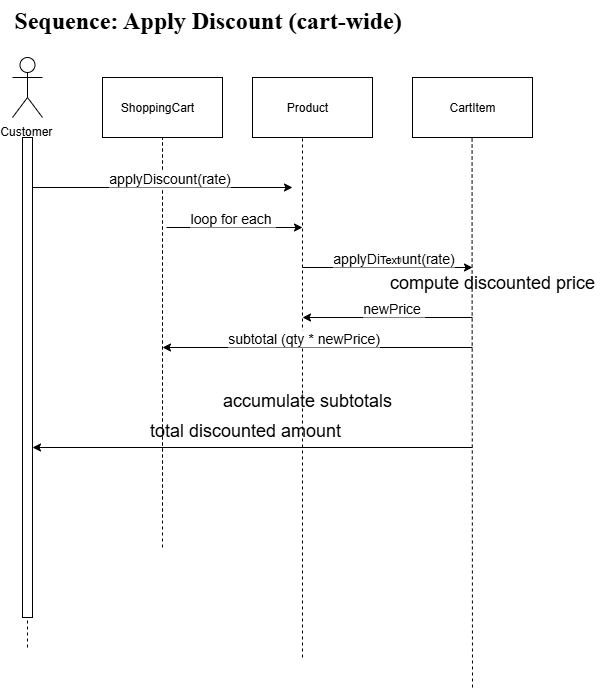 Sequence: Apply Discount (cart-wide)
ShoppingCart
Product
CartItem
Customer
applyDiscount(rate)
loop for each
applyDiTextunt(rate)
compute discounted price
newPrice
subtotal (qty * newPrice)
accumulate subtotals
total discounted amount